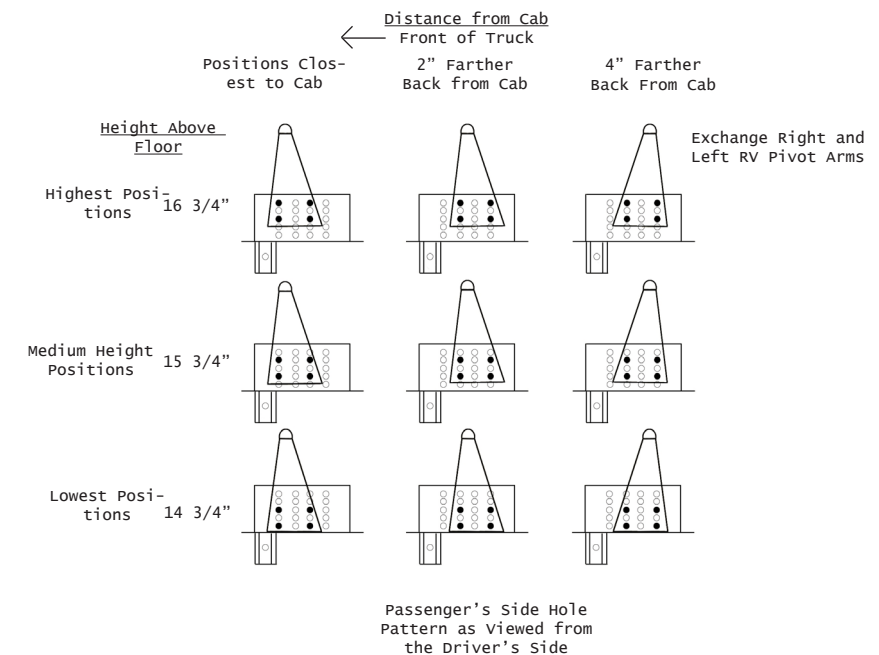 Distance from Cab
Front of Truck
Positions Clos-
est to Cab
2” Farther
Back from Cab
4” Farther
Back From Cab
Height Above
Floor
Exchange Right and
Left RV Pivot Arms
Highest Posi-
tions
16 3/4”
Medium Height
Positions
15 3/4”
Lowest Posi-
tions
14 3/4”
Passenger’s Side Hole
Pattern as Viewed from
the Driver’s Side